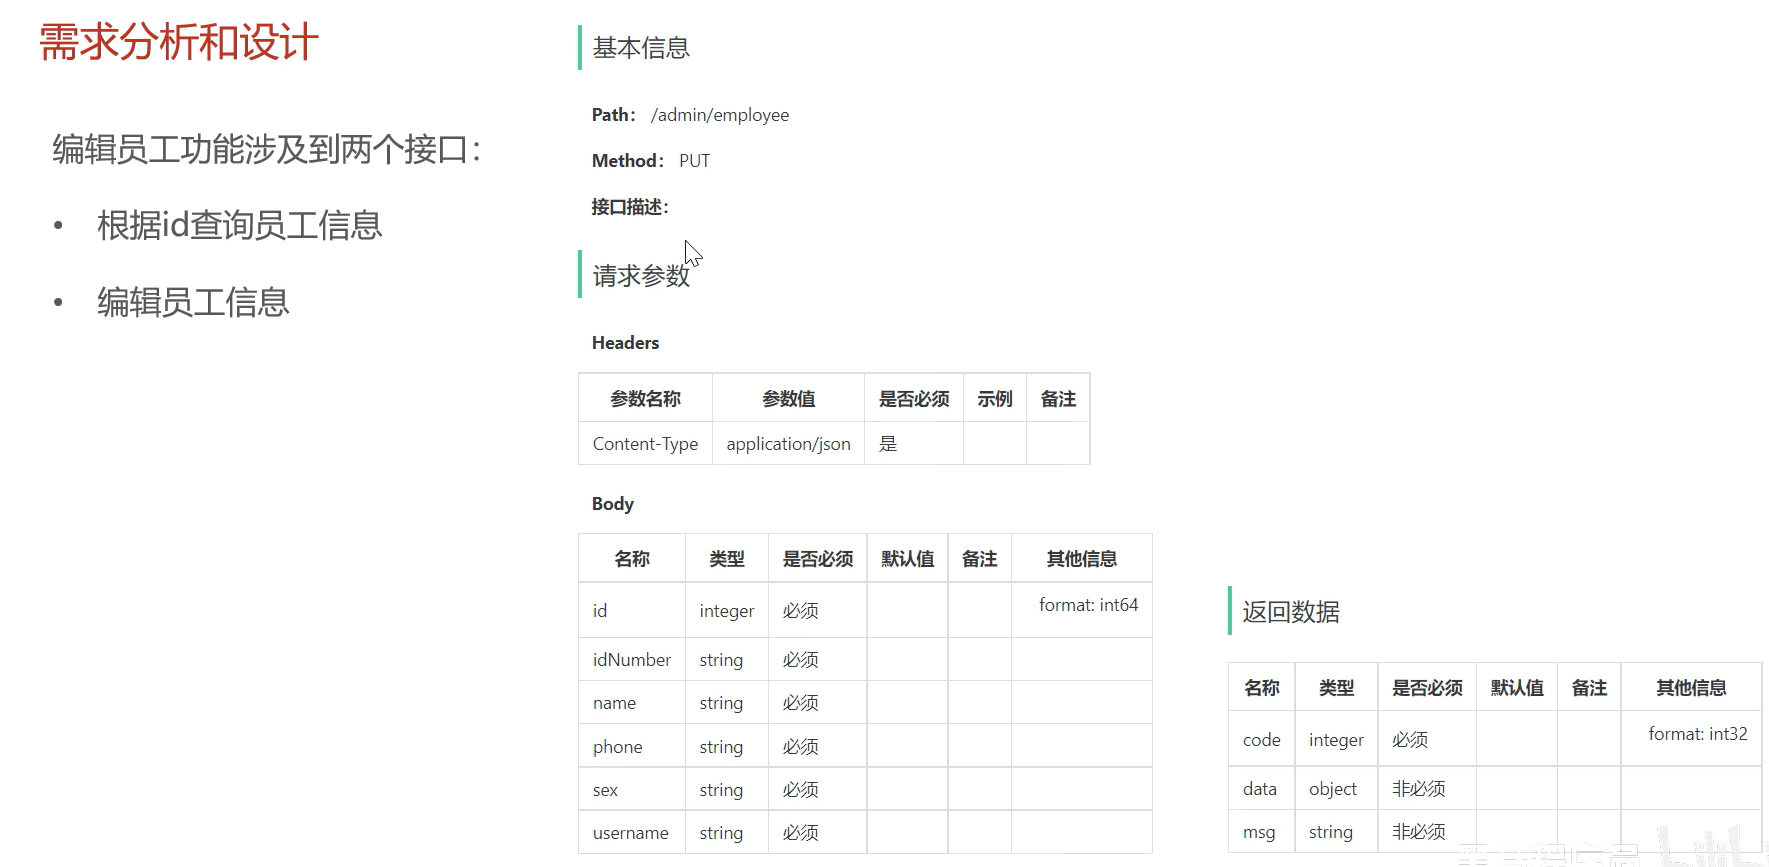 需求分析和设计
编辑员工功能涉及到两个接口：
• 根据id查询员工信息
• 编辑员工信息
基本信息
Path： /admin/employee
Method： PUT
接口描述：
请求参数
Headers
参数名称 参数值 是否必须 示例 备注
Content-Type application/json 是
Body
名称 类型 是否必须 默认值 备注 其他信息
id integer 必须 format: int64
idNumber string 必须
name string 必须
phone string 必须
sex string 必须
username string 必须
返回数据
名称 类型 是否必须 默认值 备注 其他信息
code integer 必须 format: int32
data object 非必须
msg string 非必须